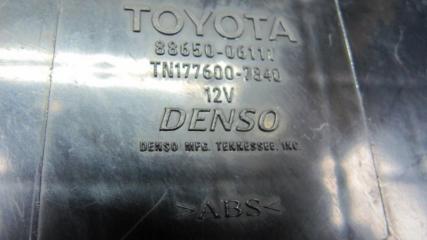 TOYOTA
88650-06111
TN177600-7840
12V
DENSO
DENSO MFG. TENNESSEE, INC.
>ABS<